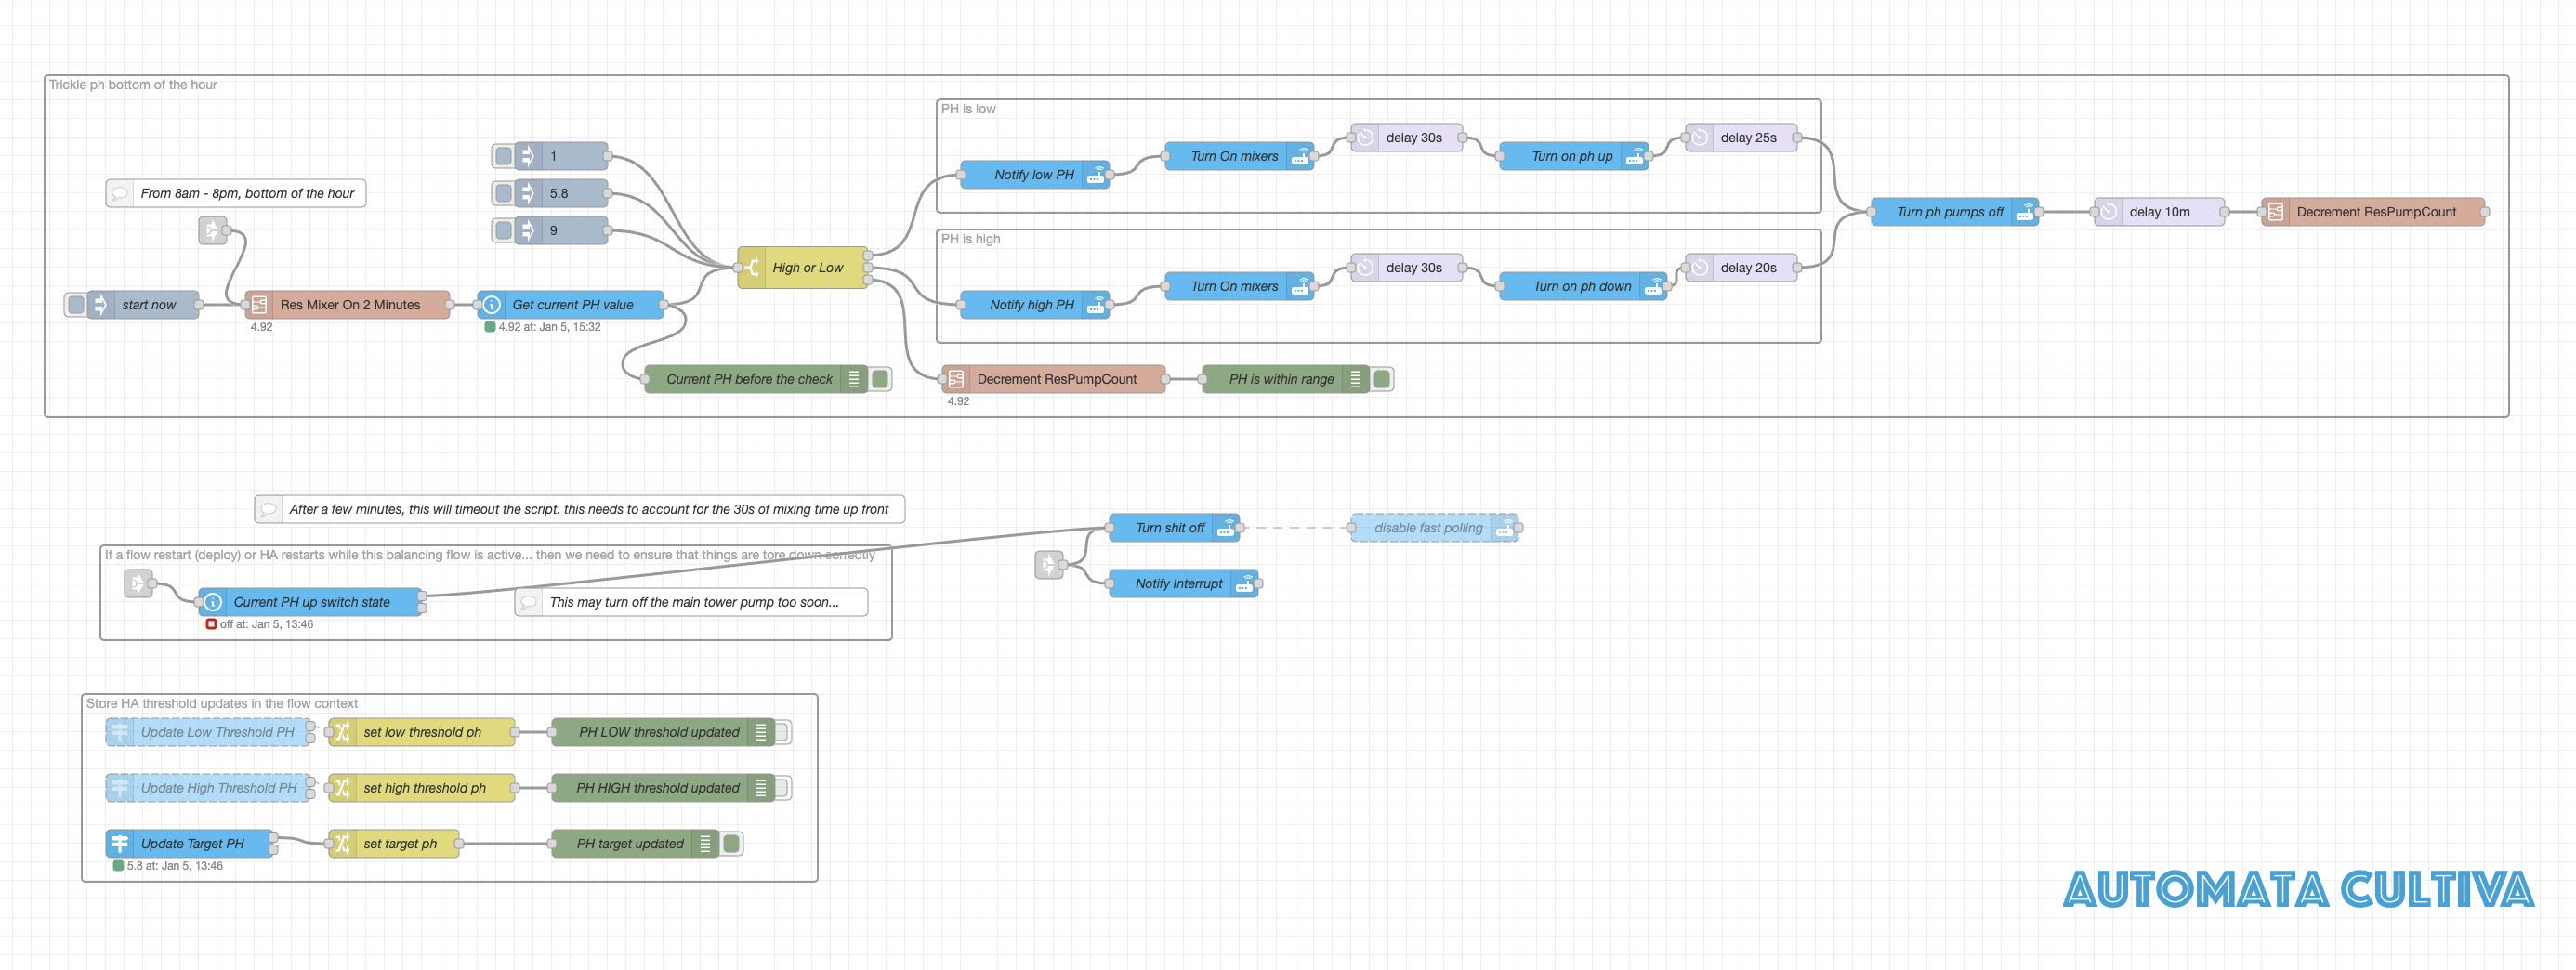 Trickle ph bottom of the hour
From 8am - 8pm, bottom of the hour
start now
Res Mixer On 2 Minutes
4.92
Get current PH value
4.92 at: Jan 5, 15:32
1
5.8
9
High or Low
Current PH before the check
PH is low
Notify low PH
Turn On mixers
delay 30s
Turn on ph up
delay 25s
PH is high
Notify high PH
Turn On mixers
delay 30s
Turn on ph down
delay 20s
Decrement ResPumpCount
4.92
PH is within range
Turn ph pumps off
delay 10m
Decrement ResPumpCount
After a few minutes, this will timeout the script. this needs to account for the 30s of mixing time up front
If a flow restart (deploy) or HA restarts while this balancing flow is active... then we need to ensure that things are tore down correctly
Current PH up switch state
off at: Jan 5, 13:46
This may turn off the main tower pump too soon...
Turn shit off
disable fast polling
Notify Interrupt
Store HA threshold updates in the flow context
Update Low Threshold PH
set low threshold ph
PH LOW threshold updated
Update High Threshold PH
set high threshold ph
PH HIGH threshold updated
Update Target PH
5.8 at: Jan 5, 13:46
set target ph
PH target updated
AUTOMATA CULTIVA